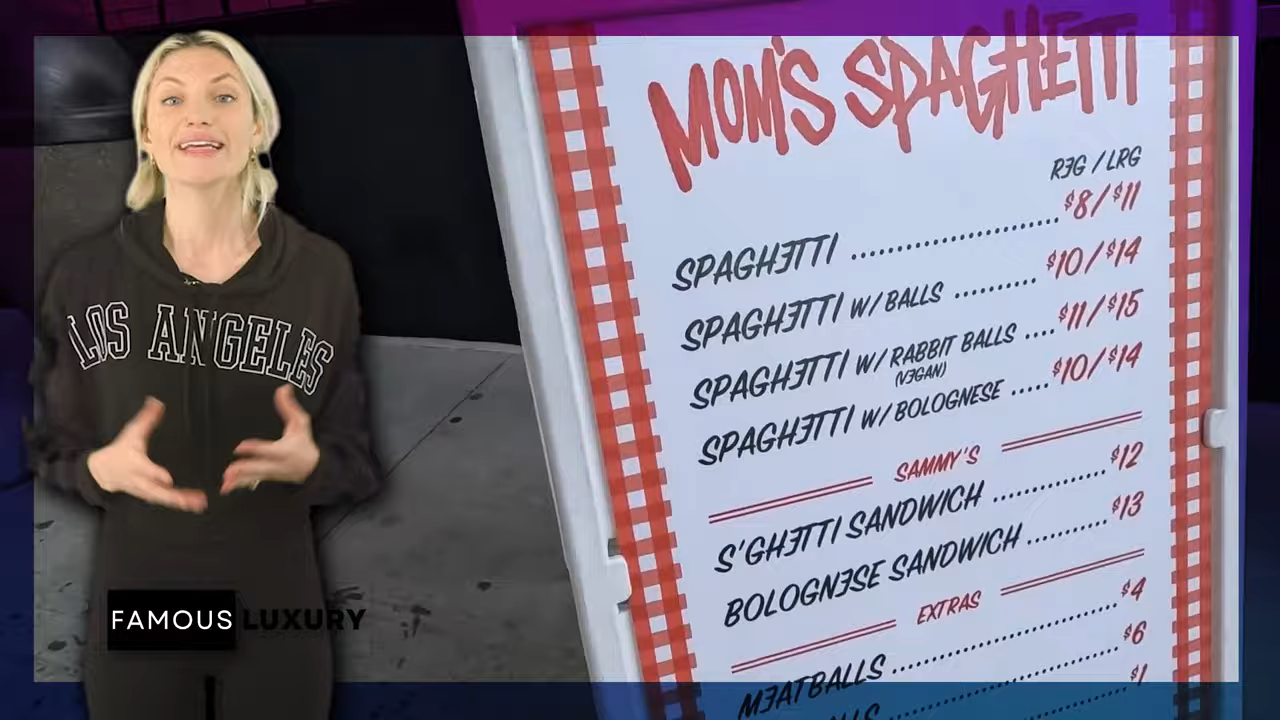 MOM'S SPAGHETTI
RƎG / LRG
SPAGHƎTTI ........................ $8/$11
SPAGHƎTTI W/ BALLS .......... $10/$14
SPAGHƎTTI W/ RABBIT BALLS .... $11/$15
(VƎGAN)
SPAGHƎTTI W/ BOLOGNESE ..... $10/$14
SAMMY'S
S'GHƎTTI SANDWICH .............. $12
BOLOGNƎSE SANDWICH .......... $13
EXTRAS
MƎATBALLS ............................ $4
$6
$1
LOS ANGELES
FAMOUS LUXURY